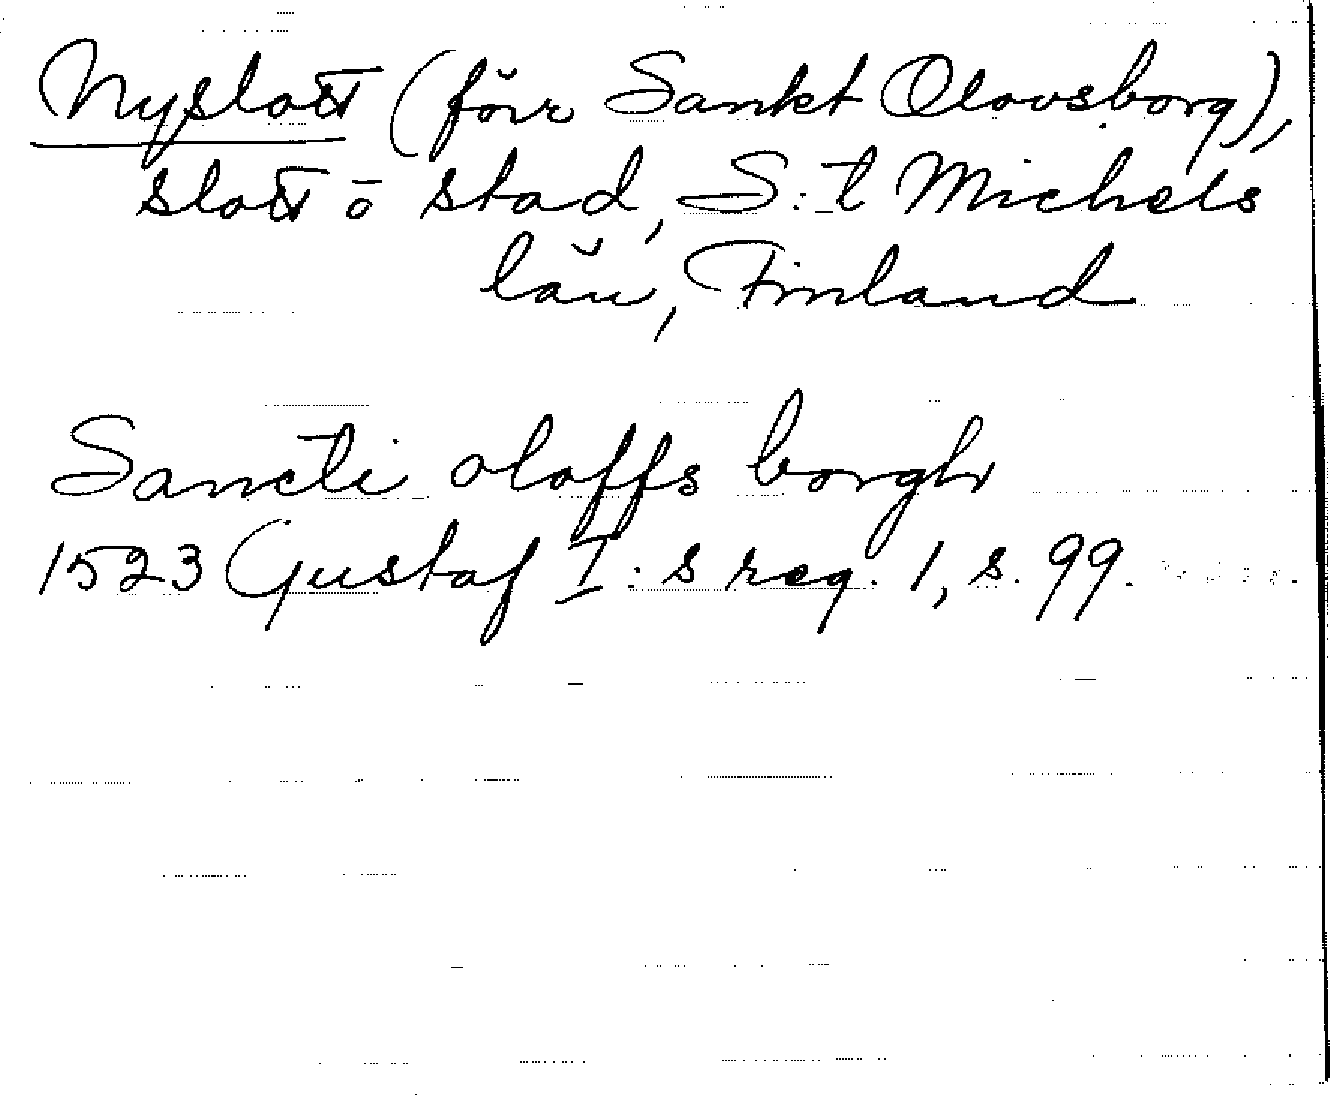 Nyslott (förr Sankt Olovsborg),
slott o stad, S:t Michels
län, Finland
Sancti oloffs borgh
1523 Gustaf I:s reg. 1, s. 99.